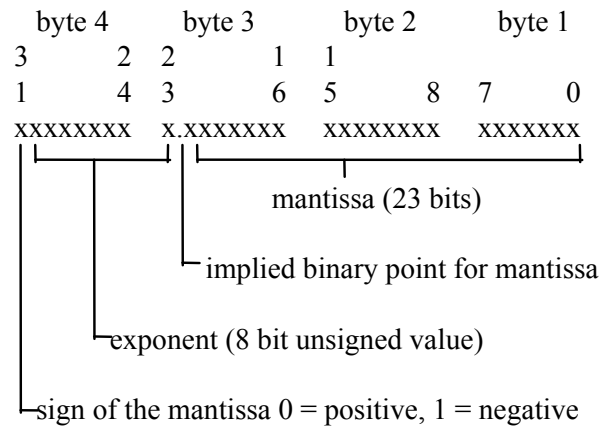 byte 4 byte 3 byte 2 byte 1
3 2 2 1 1
1 4 3 6 5 8 7 0
xxxxxxxx x.xxxxxxx xxxxxxxx xxxxxxx
mantissa (23 bits)
implied binary point for mantissa
exponent (8 bit unsigned value)
sign of the mantissa 0 = positive, 1 = negative